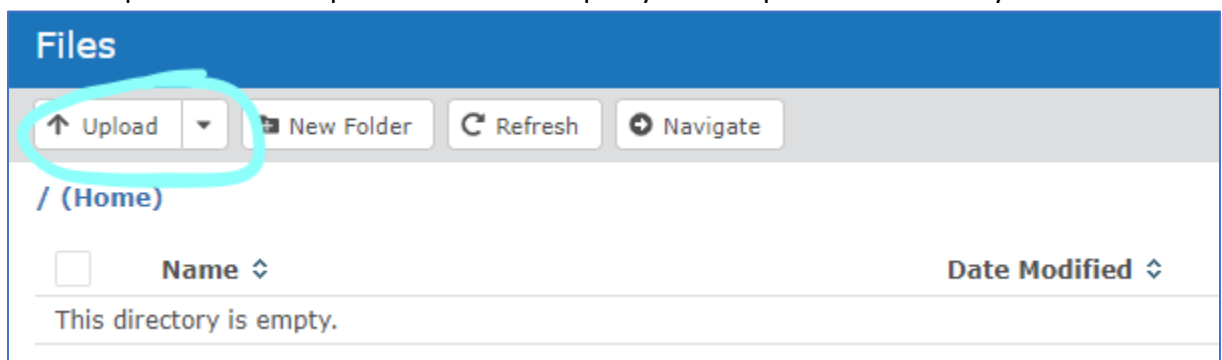 Files
Upload New Folder Refresh Navigate
/ (Home)
Name Date Modified
This directory is empty.